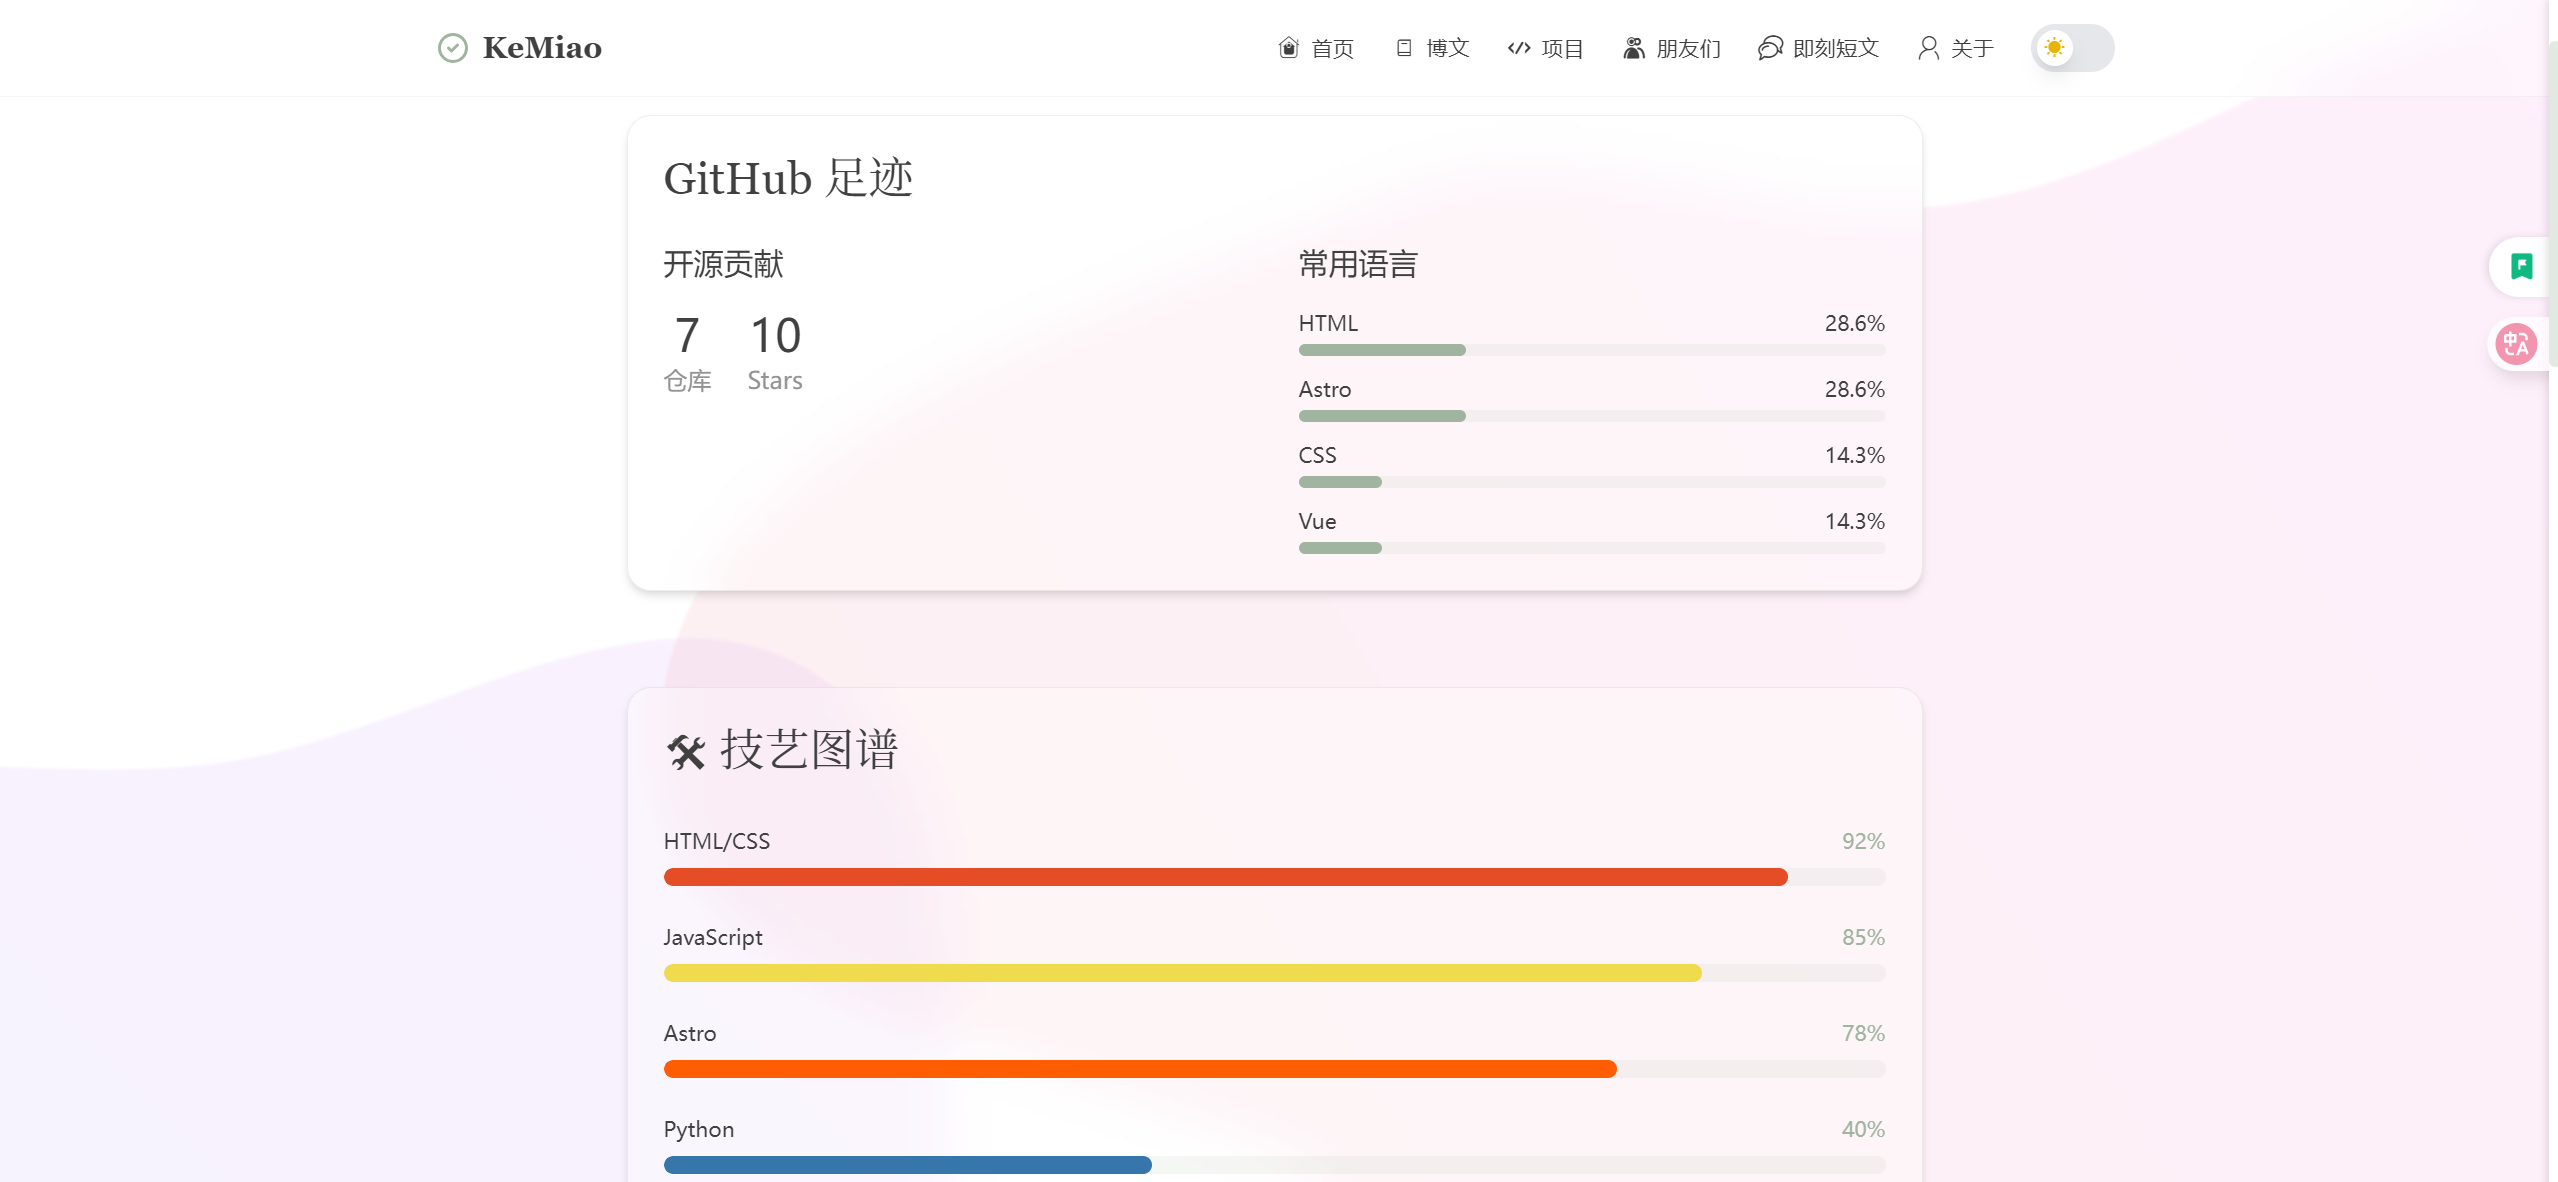 KeMiao 首页 博文 项目 朋友们 即刻短文 关于
GitHub 足迹
开源贡献
7 10
仓库 Stars
常用语言
HTML 28.6%
Astro 28.6%
CSS 14.3%
Vue 14.3%
🛠 技艺图谱
HTML/CSS 92%
JavaScript 85%
Astro 78%
Python 40%
中 A